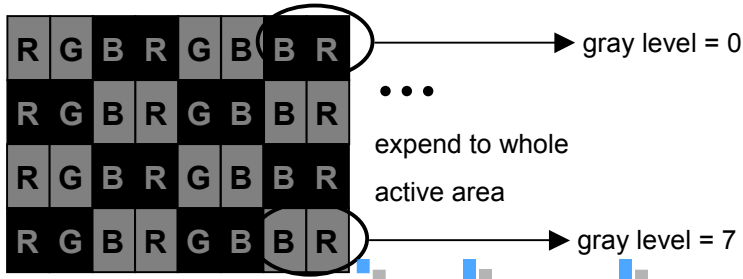 R G B R G B B R
gray level = 0
R G B R G B B R
•••
expend to whole
R G B R G B B R
active area
R G B R G B B R
gray level = 7